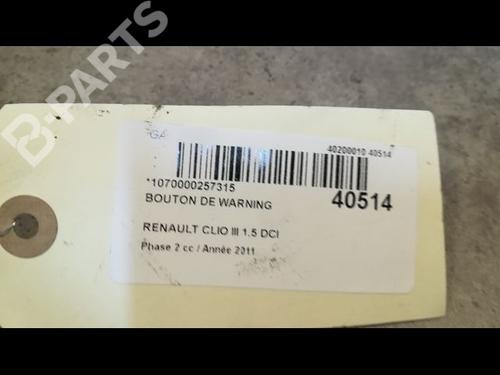 B-PARTS
GA
40200010 40514
*1070000257315
BOUTON DE WARNING
40514
RENAULT CLIO III 1.5 DCI
Phase 2 cc / Année 2011